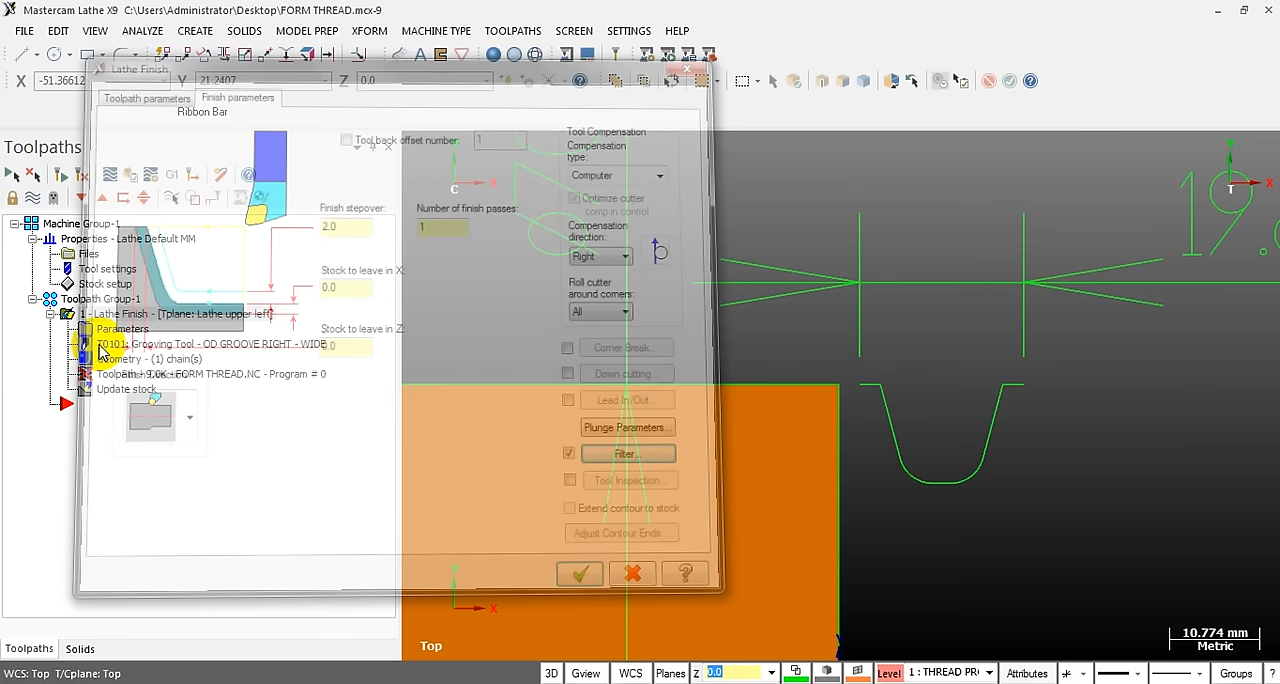 Mastercam Lathe X9 C:\Users\Administrator\Desktop\FORM THREAD.mcx-9
FILE EDIT VIEW ANALYZE CREATE SOLIDS MODEL PREP XFORM MACHINE TYPE TOOLPATHS SCREEN SETTINGS HELP
Lathe Finish
X -51.36612 Y 21.2407 Z 0.0
Toolpath parameters Finish parameters
Ribbon Bar
Toolpaths
Tool back offset number: 1
Tool Compensation
Compensation type:
Computer
Optimize cutter comp in control
Compensation direction:
Right
Roll cutter around corners:
All
Finish stepover:
2.0
Number of finish passes:
1
Stock to leave in X:
0.0
Stock to leave in Z:
0.0
Corner Break...
Down cutting...
Lead In/Out...
Plunge Parameters...
Filter...
Tool Inspection...
Extend contour to stock
Adjust Contour Ends...
G1
Machine Group-1
Properties - Lathe Default MM
Files
Tool settings
Stock setup
Toolpath Group-1
1 - Lathe Finish - [Tplane: Lathe upper left]
Parameters
T0101: Grooving Tool - OD GROOVE RIGHT - WIDE
Geometry - (1) chain(s)
Toolpath - 9.0K - FORM THREAD.NC - Program # 0
Update stock
C
X
T
X
X
Top
10.774 mm
Metric
Toolpaths Solids
WCS: Top T/Cplane: Top
3D Gview WCS Planes Z 0.0 Level 1 : THREAD PR Attributes Groups ?